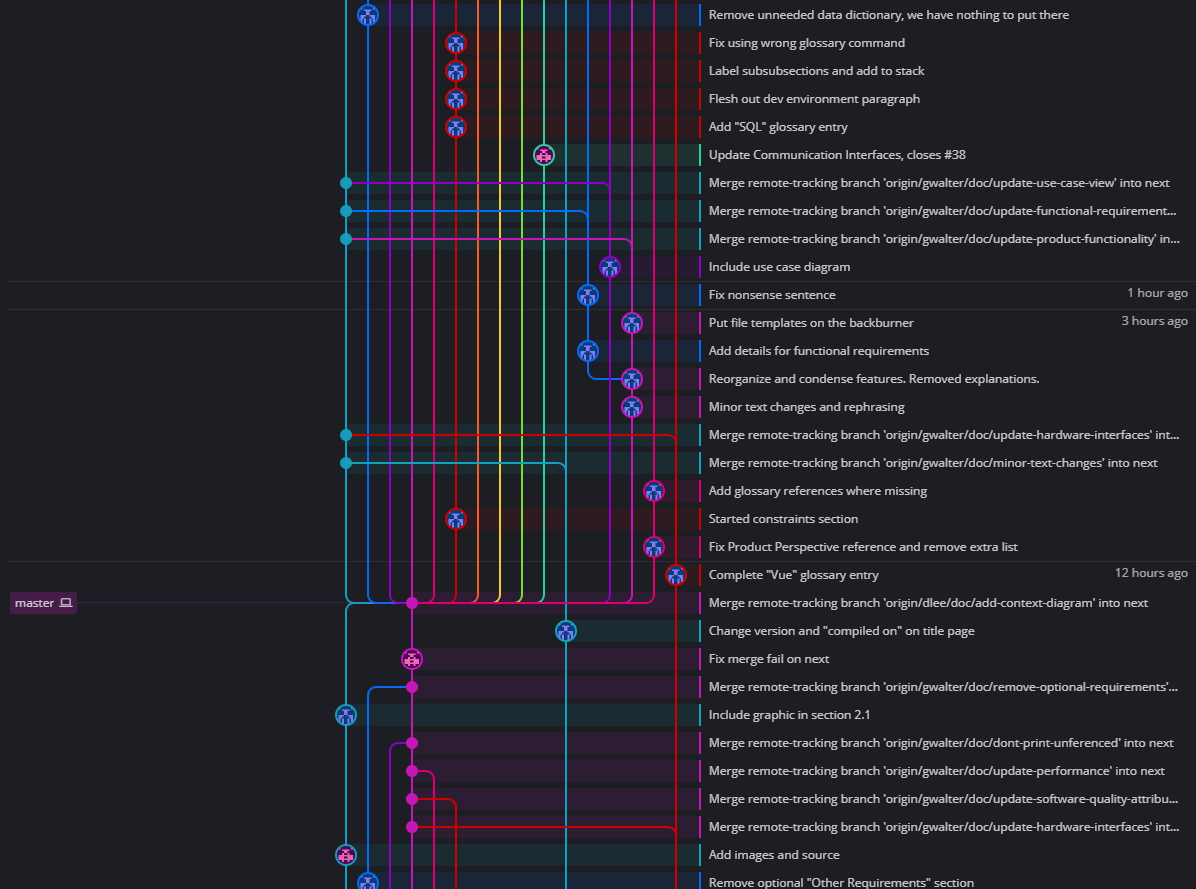 Remove unneeded data dictionary, we have nothing to put there
Fix using wrong glossary command
Label subsubsections and add to stack
Flesh out dev environment paragraph
Add "SQL" glossary entry
Update Communication Interfaces, closes #38
Merge remote-tracking branch 'origin/gwalter/doc/update-use-case-view' into next
Merge remote-tracking branch 'origin/gwalter/doc/update-functional-requirement...
Merge remote-tracking branch 'origin/gwalter/doc/update-product-functionality' in...
Include use case diagram
Fix nonsense sentence 1 hour ago
Put file templates on the backburner 3 hours ago
Add details for functional requirements
Reorganize and condense features. Removed explanations.
Minor text changes and rephrasing
Merge remote-tracking branch 'origin/gwalter/doc/update-hardware-interfaces' int...
Merge remote-tracking branch 'origin/gwalter/doc/minor-text-changes' into next
Add glossary references where missing
Started constraints section
Fix Product Perspective reference and remove extra list
Complete "Vue" glossary entry 12 hours ago
master Merge remote-tracking branch 'origin/dlee/doc/add-context-diagram' into next
Change version and "compiled on" on title page
Fix merge fail on next
Merge remote-tracking branch 'origin/gwalter/doc/remove-optional-requirements'...
Include graphic in section 2.1
Merge remote-tracking branch 'origin/gwalter/doc/dont-print-unferenced' into next
Merge remote-tracking branch 'origin/gwalter/doc/update-performance' into next
Merge remote-tracking branch 'origin/gwalter/doc/update-software-quality-attribu...
Merge remote-tracking branch 'origin/gwalter/doc/update-hardware-interfaces' int...
Add images and source
Remove optional "Other Requirements" section